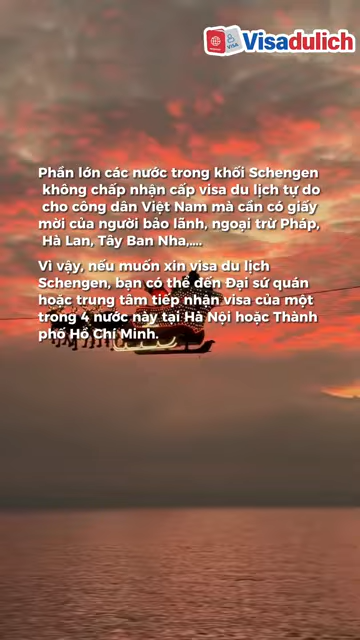 Visadulich
VISA
Phần lớn các nước trong khối Schengen
không chấp nhận cấp visa du lịch tự do
cho công dân Việt Nam mà cần có giấy
mời của người bảo lãnh, ngoại trừ Pháp,
Hà Lan, Tây Ban Nha,....
Vì vậy, nếu muốn xin visa du lịch
Schengen, bạn có thể đến Đại sứ quán
hoặc trung tâm tiếp nhận visa của một
trong 4 nước này tại Hà Nội hoặc Thành
phố Hồ Chí Minh.